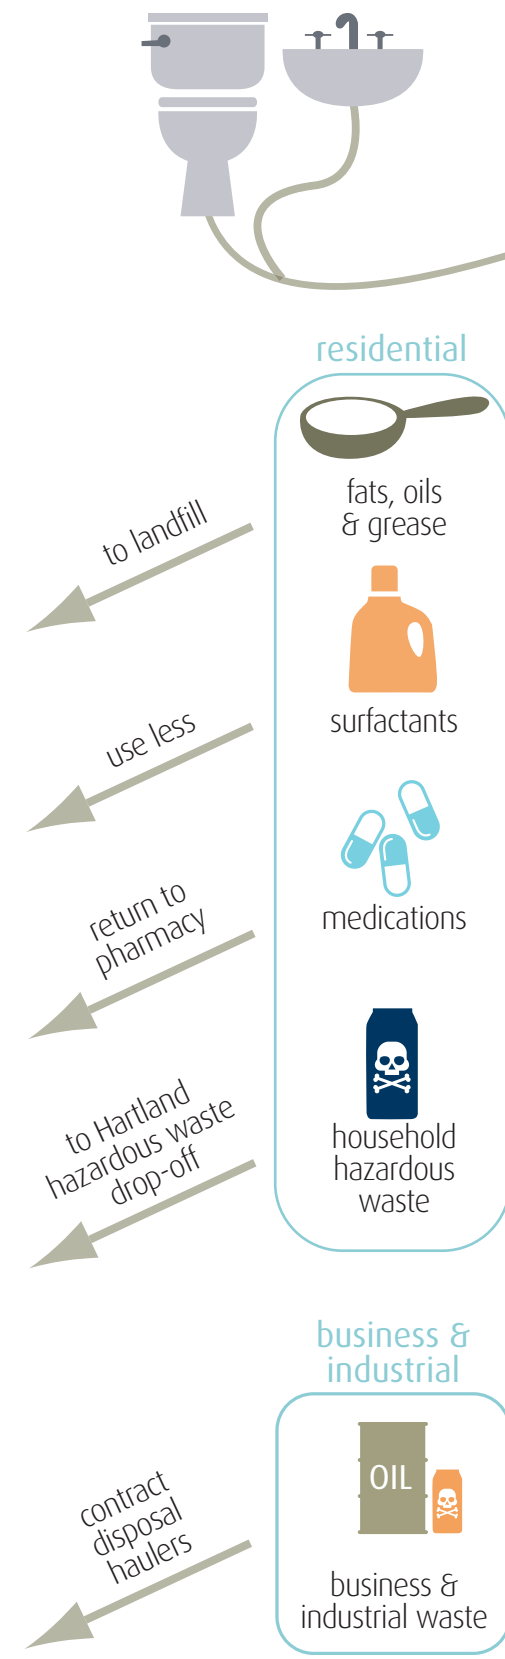 residential
fats, oils
& grease
to landfill
surfactants
use less
medications
return to
pharmacy
household
hazardous
waste
to Hartland
hazardous waste
drop-off
business &
industrial
OIL
business &
industrial waste
contract
disposal
haulers